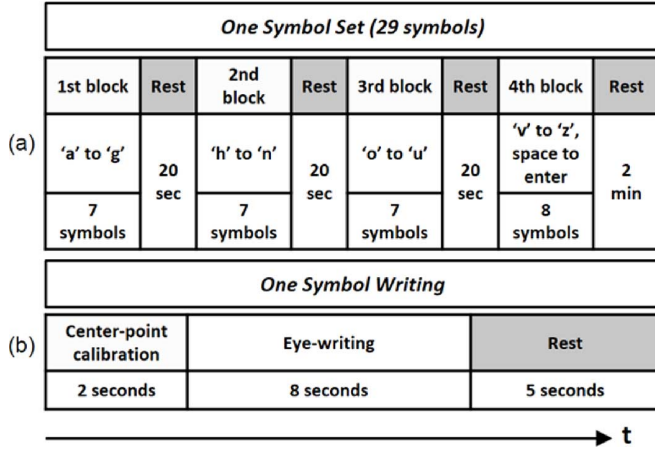 One Symbol Set (29 symbols)
1st block Rest 2nd block Rest 3rd block Rest 4th block Rest
(a)
‘a’ to ‘g’ 20 sec ‘h’ to ‘n’ 20 sec ‘o’ to ‘u’ 20 sec ‘v’ to ‘z’, space to enter 2 min
7 symbols 7 symbols 7 symbols 8 symbols
One Symbol Writing
(b)
Center-point calibration Eye-writing Rest
2 seconds 8 seconds 5 seconds
t